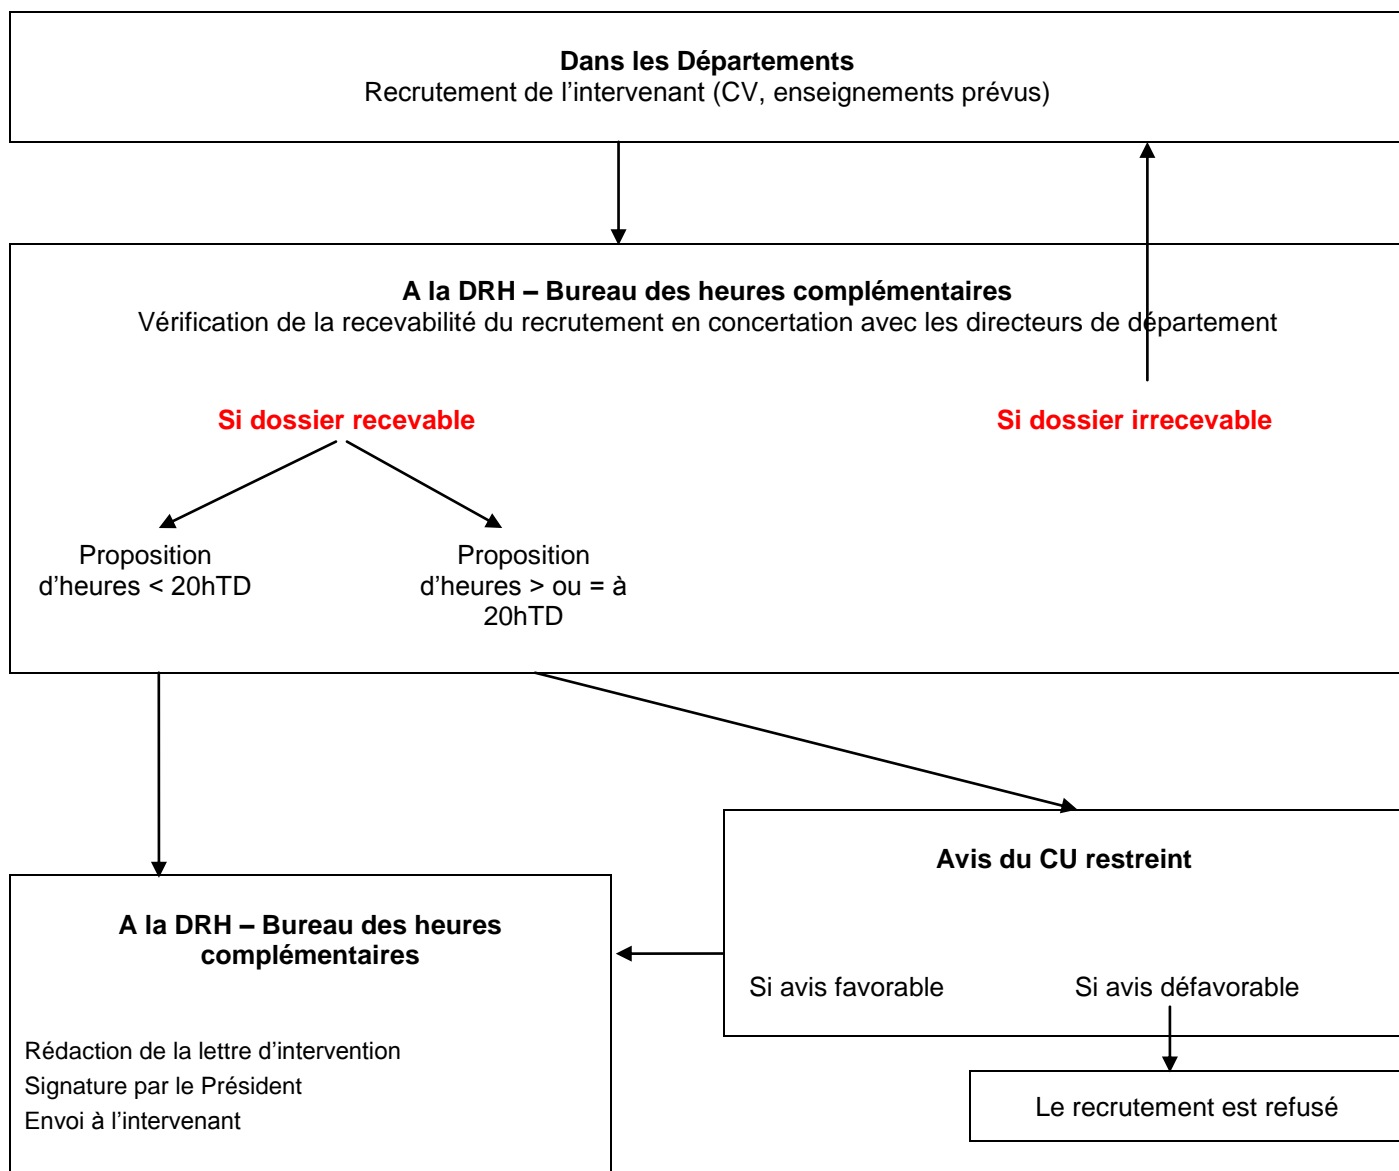 Dans les Départements
Recrutement de l’intervenant (CV, enseignements prévus)
A la DRH – Bureau des heures complémentaires
Vérification de la recevabilité du recrutement en concertation avec les directeurs de département
Si dossier recevable
Si dossier irrecevable
Proposition
d’heures < 20hTD
Proposition
d’heures > ou = à
20hTD
Avis du CU restreint
Si avis favorable
Si avis défavorable
A la DRH – Bureau des heures
complémentaires
Rédaction de la lettre d’intervention
Signature par le Président
Envoi à l’intervenant
Le recrutement est refusé